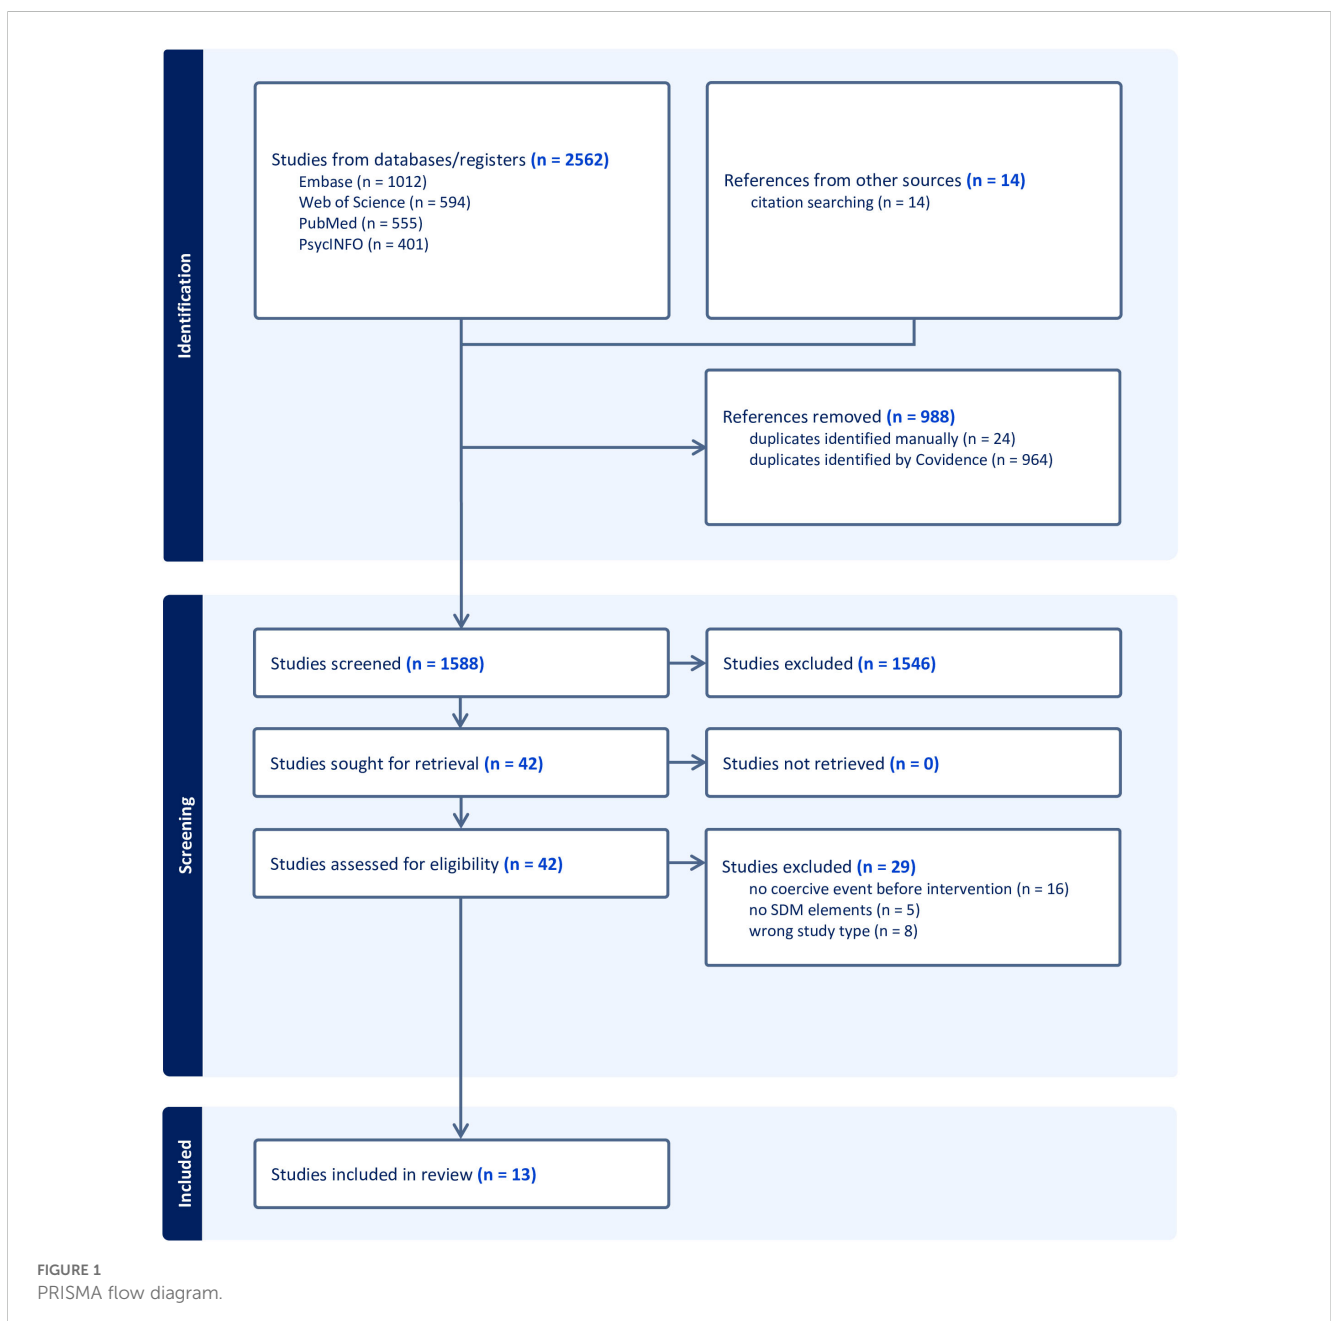 Identification
Studies from databases/registers (n = 2562)
Embase (n = 1012)
Web of Science (n = 594)
PubMed (n = 555)
PsycINFO (n = 401)
References from other sources (n = 14)
citation searching (n = 14)
References removed (n = 988)
duplicates identified manually (n = 24)
duplicates identified by Covidence (n = 964)
Screening
Studies screened (n = 1588)
Studies excluded (n = 1546)
Studies sought for retrieval (n = 42)
Studies not retrieved (n = 0)
Studies assessed for eligibility (n = 42)
Studies excluded (n = 29)
no coercive event before intervention (n = 16)
no SDM elements (n = 5)
wrong study type (n = 8)
Included
Studies included in review (n = 13)
FIGURE 1
PRISMA flow diagram.